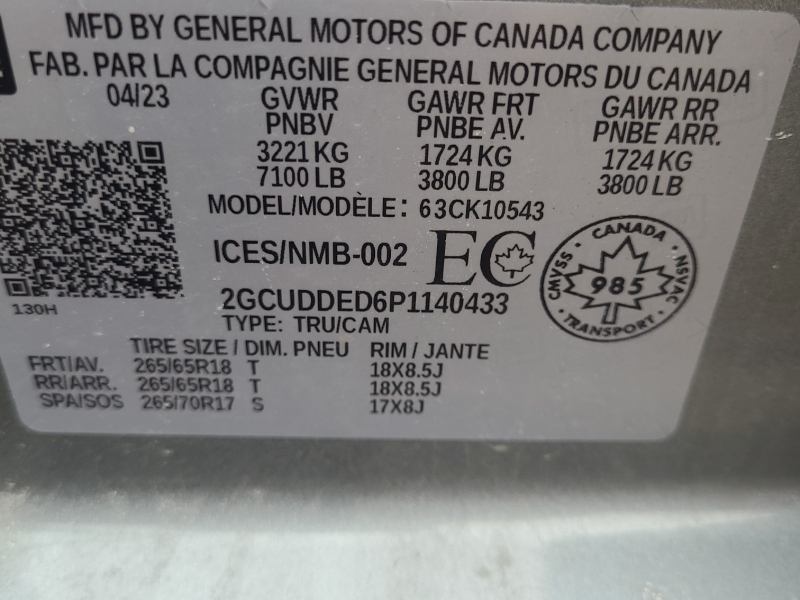 MFD BY GENERAL MOTORS OF CANADA COMPANY
FAB. PAR LA COMPAGNIE GENERAL MOTORS DU CANADA
04/23 GVWR GAWR FRT GAWR RR
PNBV PNBE AV. PNBE ARR.
3221 KG 1724 KG 1724 KG
7100 LB 3800 LB 3800 LB
MODEL/MODÈLE: 63CK10543
ICES/NMB-002 EC
CANADA
CMVSS 985 NSVAC
TRANSPORT
2GCUDDED6P1140433
130H
TYPE: TRU/CAM
TIRE SIZE / DIM. PNEU RIM / JANTE
FRT/AV. 265/65R18 T 18X8.5J
RR/ARR. 265/65R18 T 18X8.5J
SPA/SOS 265/70R17 S 17X8J